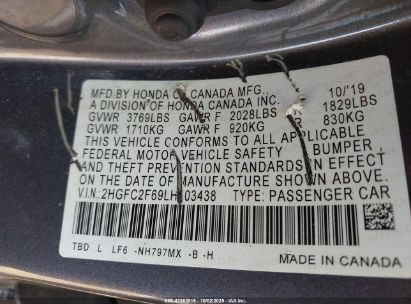 MFD. BY HONDA OF CANADA MFG., 10/'19
A DIVISION OF HONDA CANADA INC.
GVWR 3769LBS GAWR F 2028LBS 1829LBS
GVWR 1710KG GAWR F 920KG 830KG
THIS VEHICLE CONFORMS TO ALL APPLICABLE
FEDERAL MOTOR VEHICLE SAFETY BUMPER,
AND THEFT PREVENTION STANDARDS IN EFFECT
ON THE DATE OF MANUFACTURE SHOWN ABOVE.
V.I.N: 2HGFC2F69LH 03438 TYPE: PASSENGER CAR
TBD L LF6 -NH797MX -B -H
MADE IN CANADA